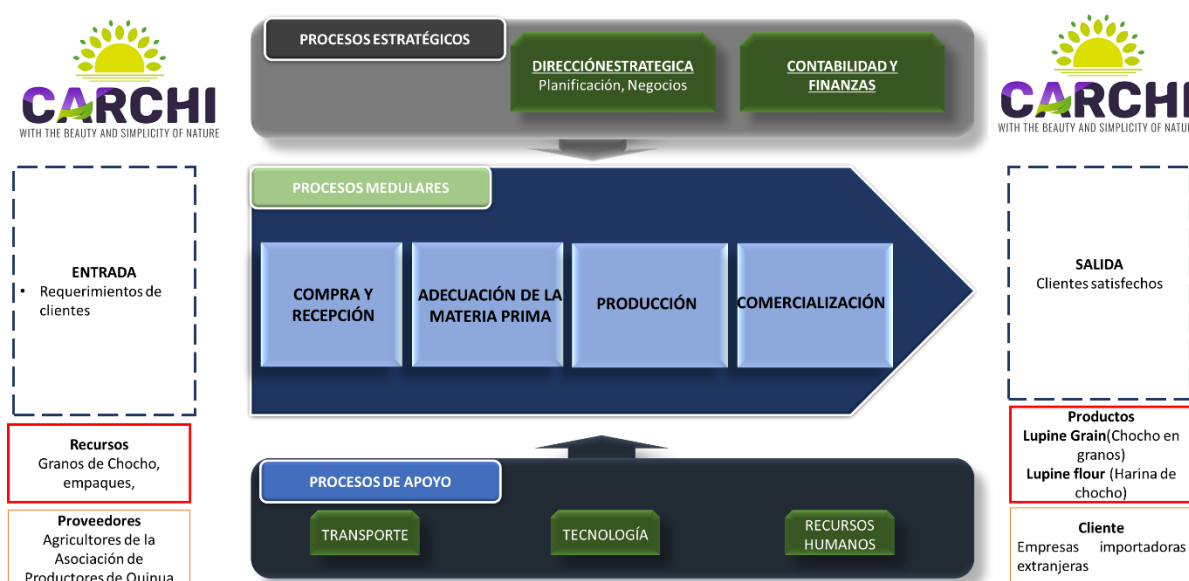 CARCHI
WITH THE BEAUTY AND SIMPLICITY OF NATURE
PROCESOS ESTRATÉGICOS
DIRECCIÓNESTRATEGICA
Planificación, Negocios
CONTABILIDAD Y
FINANZAS
CARCHI
WITH THE BEAUTY AND SIMPLICITY OF NATURE
ENTRADA
• Requerimientos de
clientes
Recursos
Granos de Chocho,
empaques,
Proveedores
Agricultores de la
Asociación de
Productores de Quinua
PROCESOS MEDULARES
COMPRA Y
RECEPCIÓN
ADECUACIÓN DE LA
MATERIA PRIMA
PRODUCCIÓN
COMERCIALIZACIÓN
PROCESOS DE APOYO
TRANSPORTE
TECNOLOGÍA
RECURSOS
HUMANOS
SALIDA
Clientes satisfechos
Productos
Lupine Grain(Chocho en
granos)
Lupine flour (Harina de
chocho)
Cliente
Empresas importadoras
extranjeras